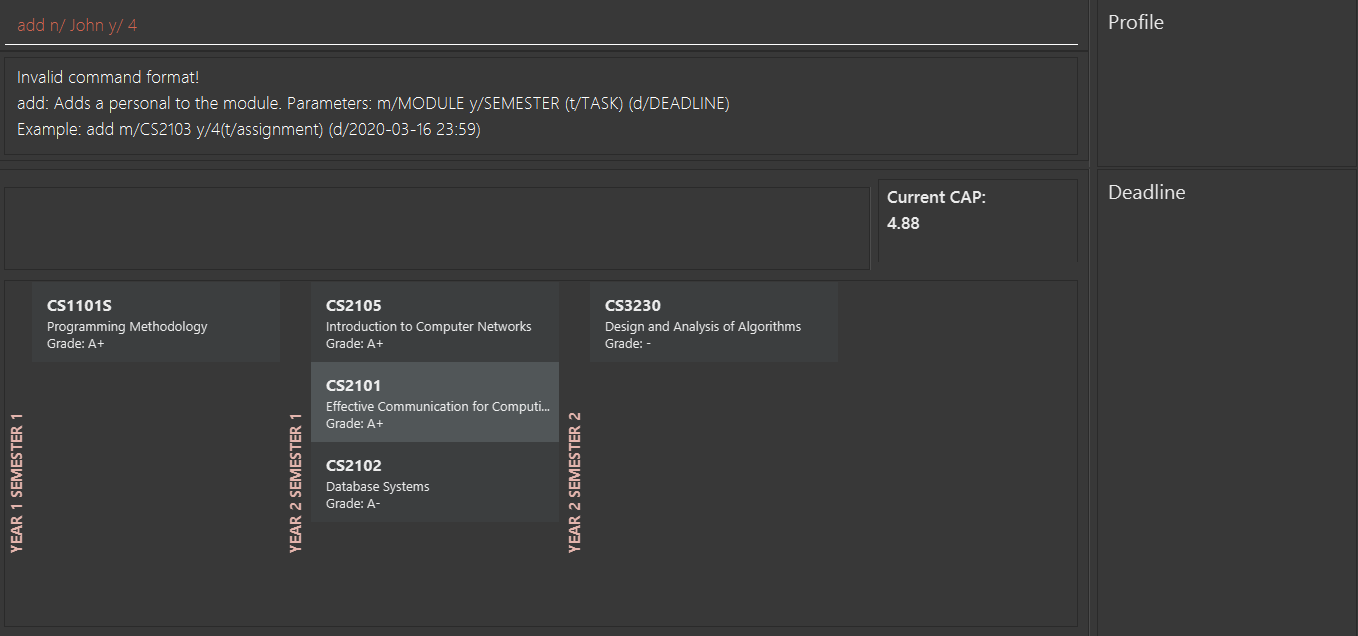 add n/ John y/ 4
Invalid command format!
add: Adds a personal to the module. Parameters: m/MODULE y/SEMESTER (t/TASK) (d/DEADLINE)
Example: add m/CS2103 y/4(t/assignment) (d/2020-03-16 23:59)
Current CAP:
4.88
YEAR 1 SEMESTER 1
CS1101S
Programming Methodology
Grade: A+
YEAR 2 SEMESTER 1
CS2105
Introduction to Computer Networks
Grade: A+
CS2101
Effective Communication for Computi...
Grade: A+
CS2102
Database Systems
Grade: A-
YEAR 2 SEMESTER 2
CS3230
Design and Analysis of Algorithms
Grade: -
Profile
Deadline